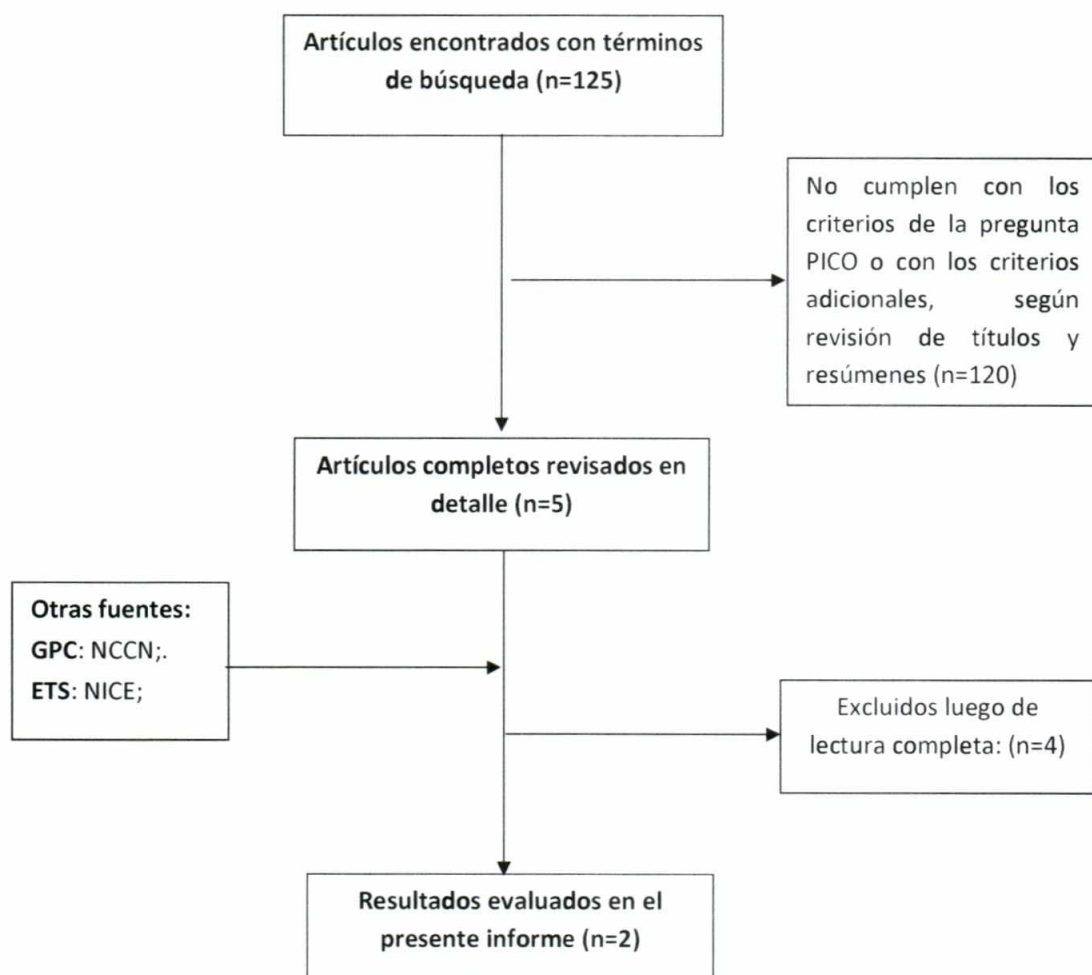 Artículos encontrados con términos
de búsqueda (n=125)
No cumplen con los
criterios de la pregunta
PICO o con los criterios
adicionales, según
revisión de títulos y
resúmenes (n=120)
Artículos completos revisados en
detalle (n=5)
Otras fuentes:
GPC: NCCN;.
ETS: NICE;
Excluidos luego de
lectura completa: (n=4)
Resultados evaluados en el
presente informe (n=2)